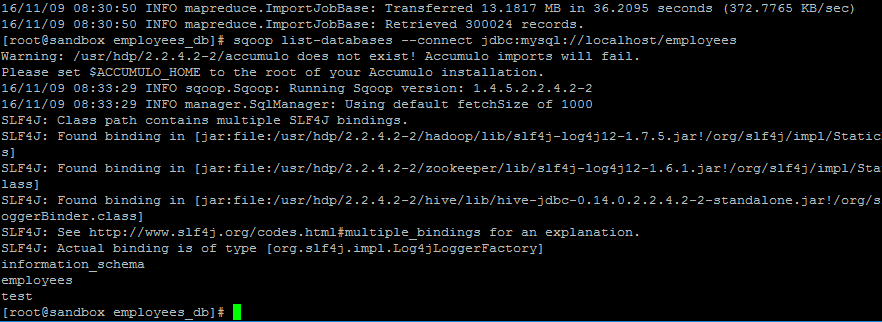 16/11/09 08:30:50 INFO mapreduce.ImportJobBase: Transferred 13.1817 MB in 36.2095 seconds (372.7765 KB/sec)
16/11/09 08:30:50 INFO mapreduce.ImportJobBase: Retrieved 300024 records.
[root@sandbox employees_db]# sqoop list-databases --connect jdbc:mysql://localhost/employees
Warning: /usr/hdp/2.2.4.2-2/accumulo does not exist! Accumulo imports will fail.
Please set $ACCUMULO_HOME to the root of your Accumulo installation.
16/11/09 08:33:29 INFO sqoop.Sqoop: Running Sqoop version: 1.4.5.2.2.4.2-2
16/11/09 08:33:29 INFO manager.SqlManager: Using default fetchSize of 1000
SLF4J: Class path contains multiple SLF4J bindings.
SLF4J: Found binding in [jar:file:/usr/hdp/2.2.4.2-2/hadoop/lib/slf4j-log4j12-1.7.5.jar!/org/slf4j/impl/Static
s]
SLF4J: Found binding in [jar:file:/usr/hdp/2.2.4.2-2/zookeeper/lib/slf4j-log4j12-1.6.1.jar!/org/slf4j/impl/Sta
lass]
SLF4J: Found binding in [jar:file:/usr/hdp/2.2.4.2-2/hive/lib/hive-jdbc-0.14.0.2.2.4.2-2-standalone.jar!/org/s
oggerBinder.class]
SLF4J: See http://www.slf4j.org/codes.html#multiple_bindings for an explanation.
SLF4J: Actual binding is of type [org.slf4j.impl.Log4jLoggerFactory]
information_schema
employees
test
[root@sandbox employees_db]#